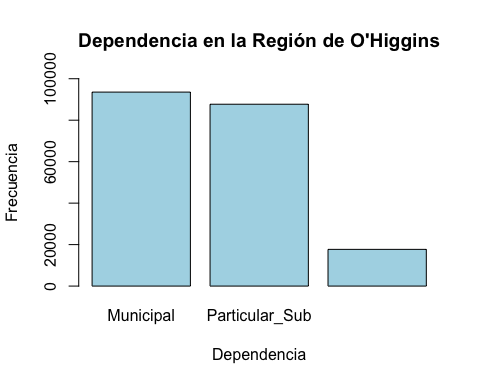 Dependencia en la Región de O'Higgins
Frecuencia
100000
60000
20000
0
Municipal
Particular_Sub
Dependencia